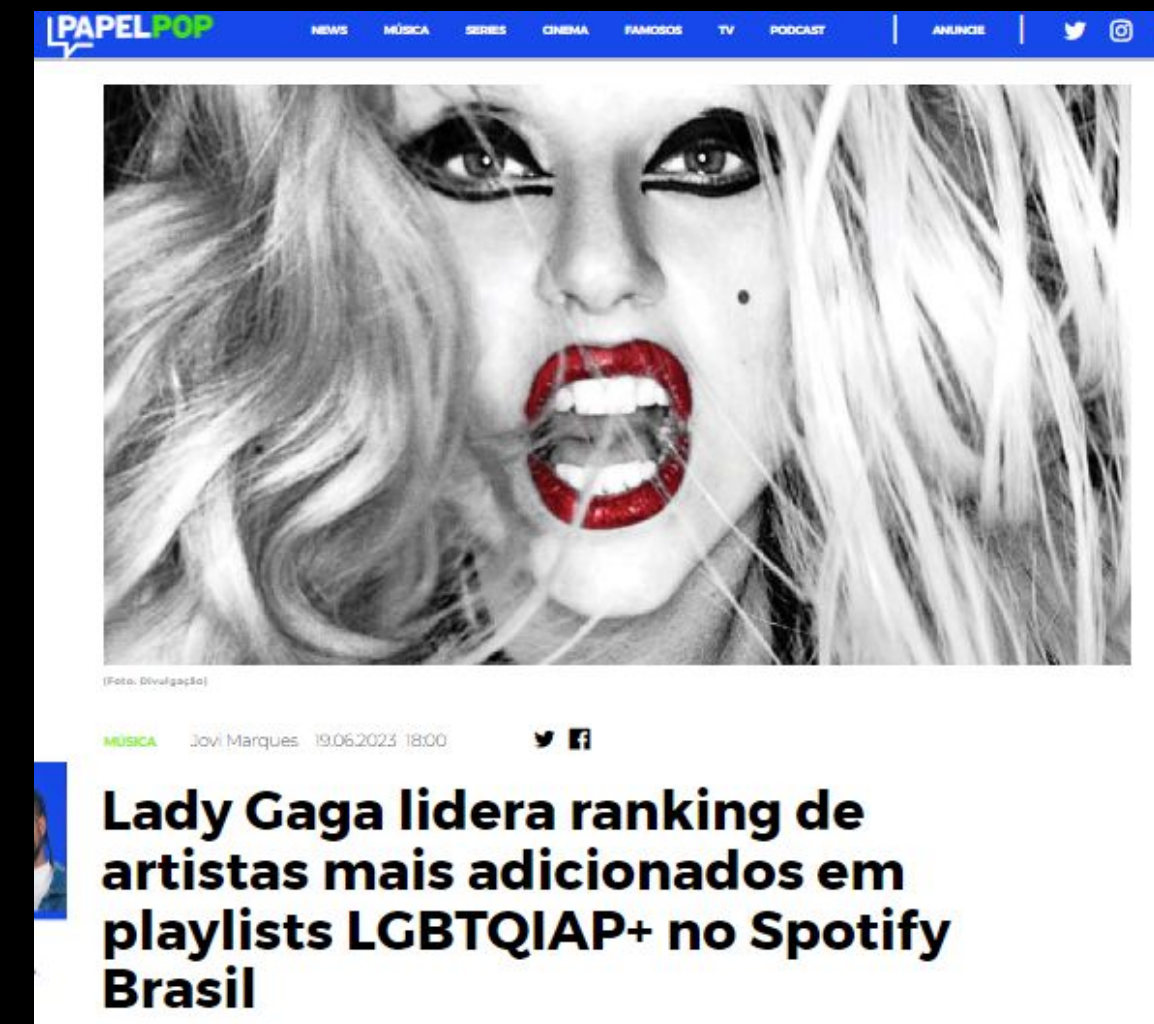 PAPELPOP
NEWS MÚSICA SERIES CINEMA FAMOSOS TV PODCAST ANUNCIE
(Foto: Divulgação)
MÚSICA Jovi Marques 19.06.2023 18:00
Lady Gaga lidera ranking de
artistas mais adicionados em
playlists LGBTQIAP+ no Spotify
Brasil